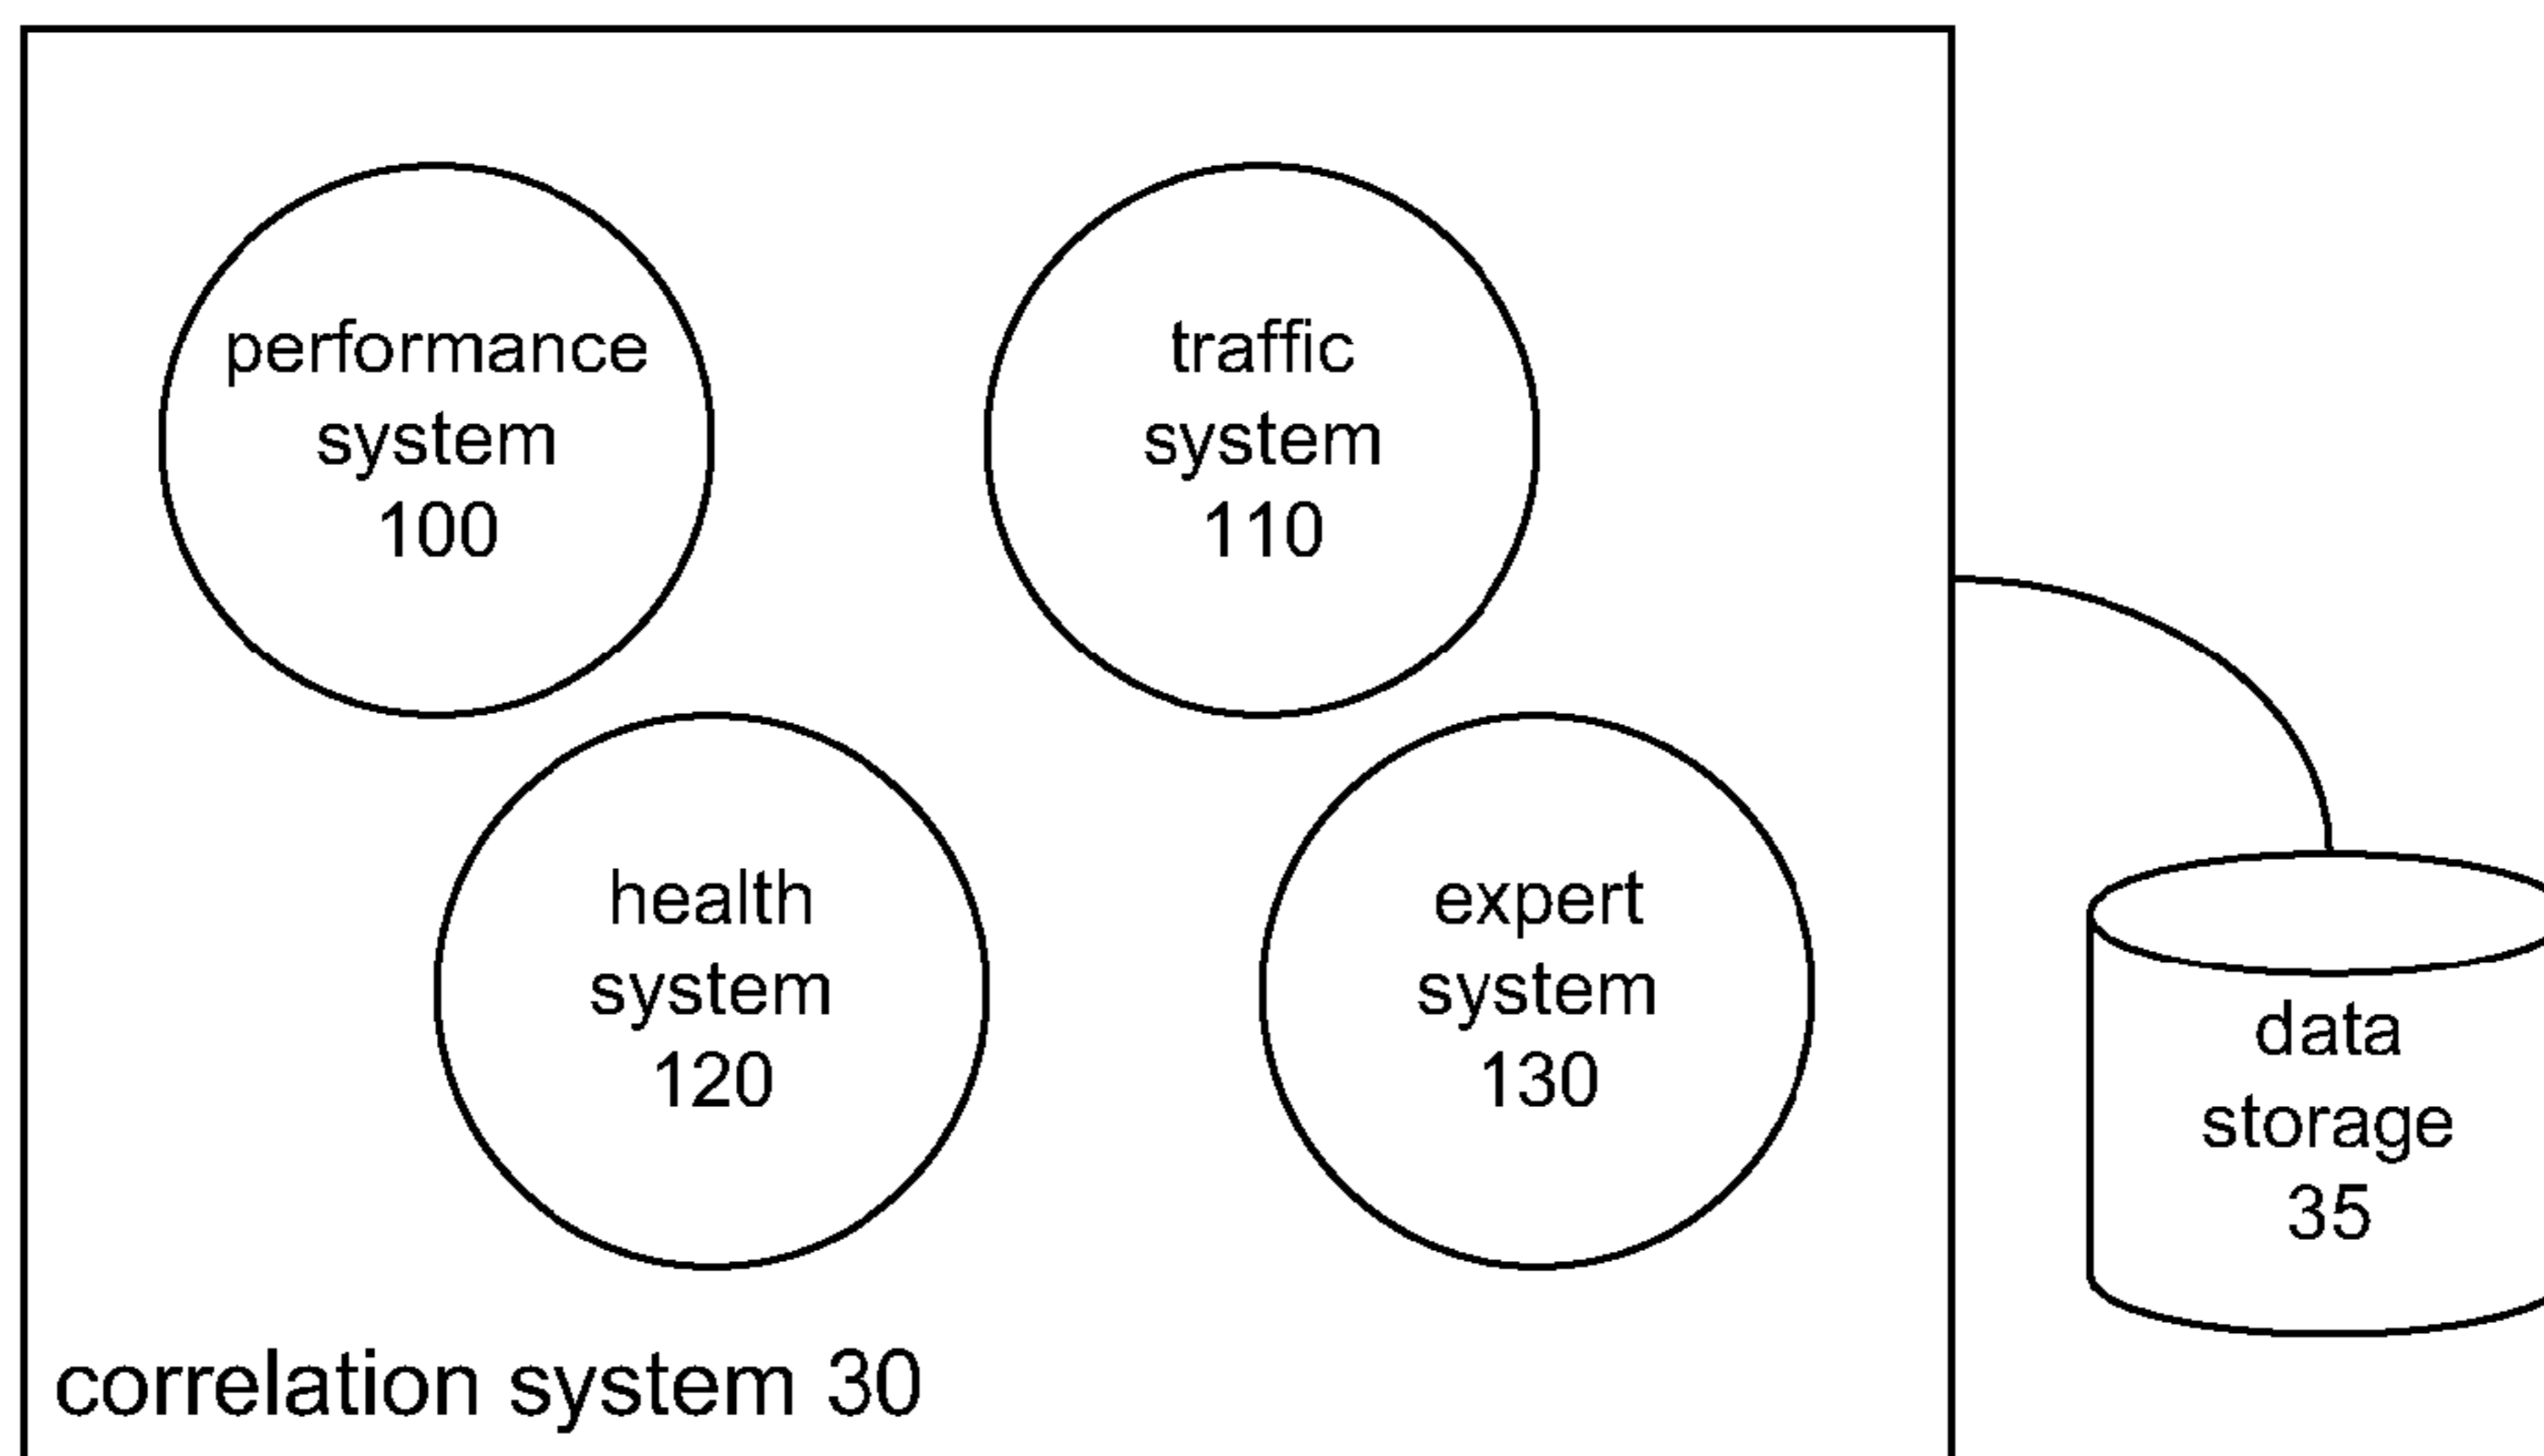 performance
system
100
traffic
system
110
health
system
120
expert
system
130
data
storage
35
correlation system 30